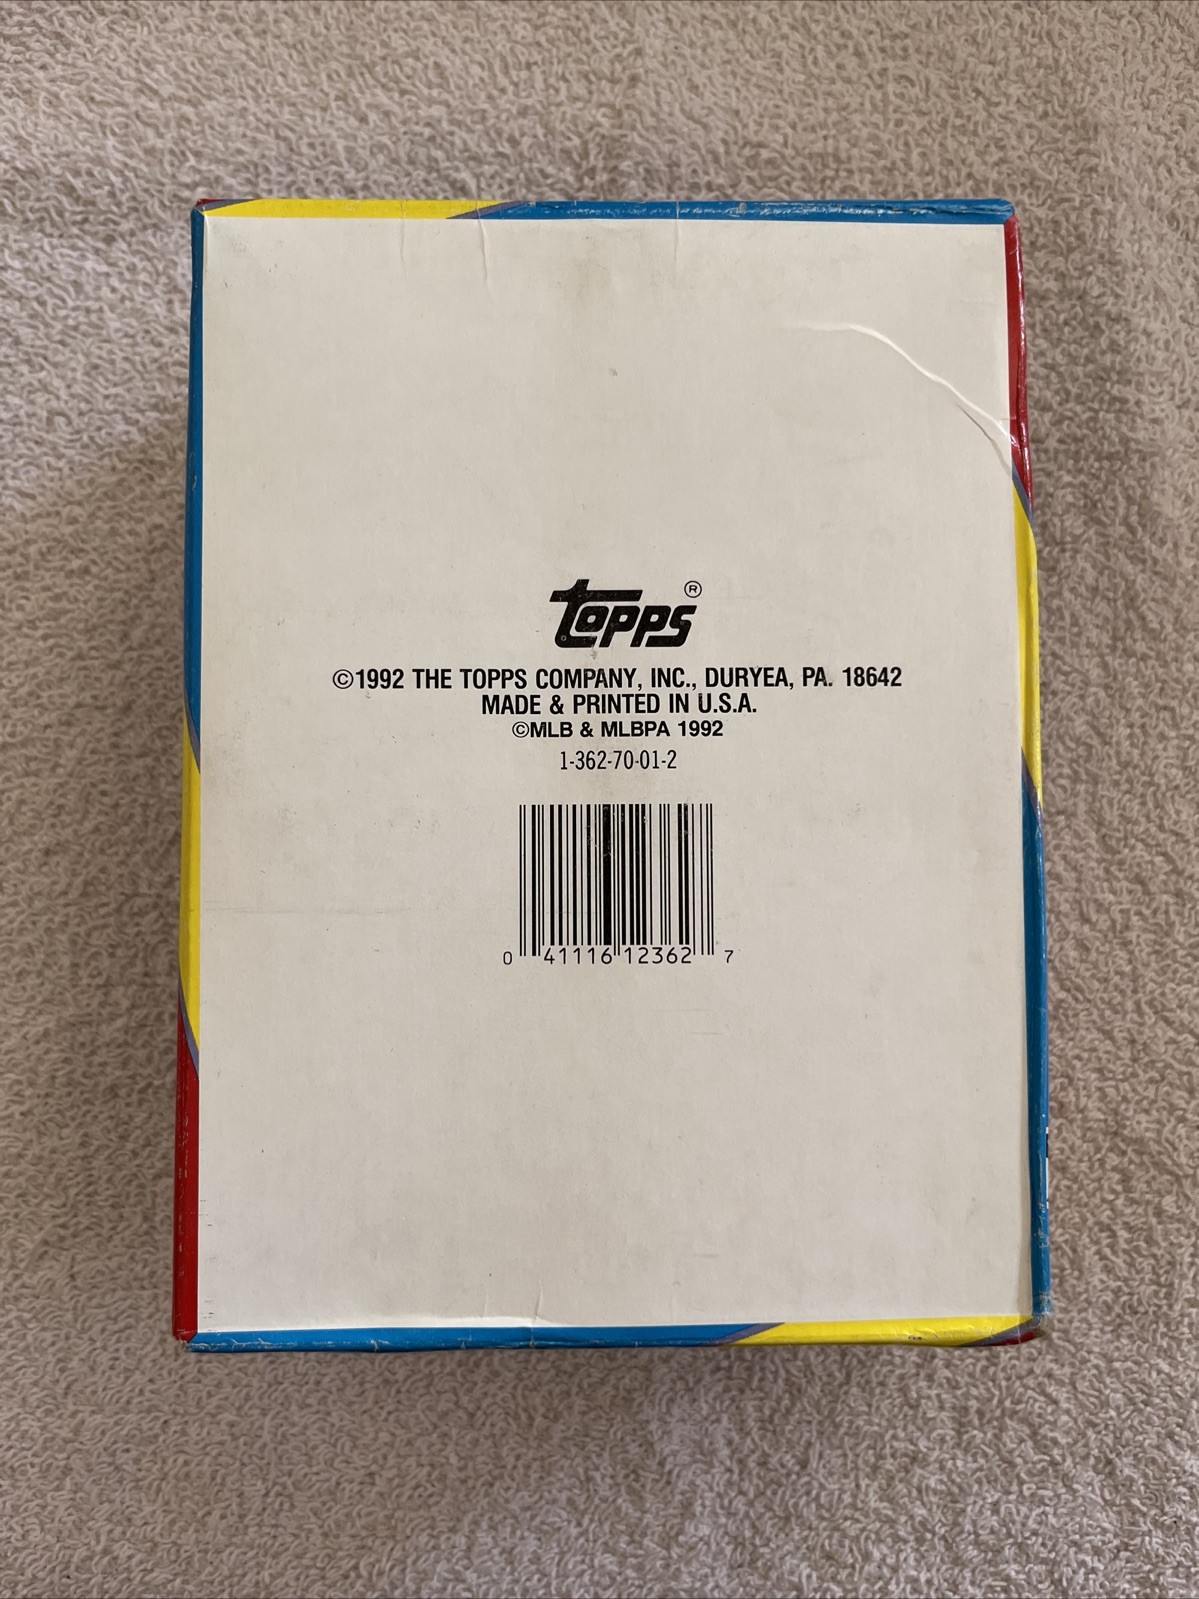 topps®
©1992 THE TOPPS COMPANY, INC., DURYEA, PA. 18642
MADE & PRINTED IN U.S.A.
©MLB & MLBPA 1992
1-362-70-01-2
0 41116 12362 7